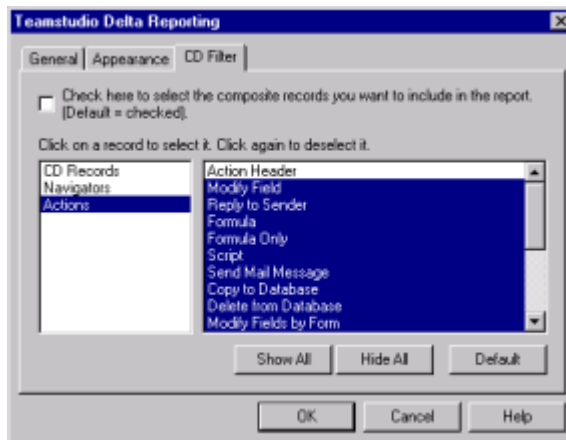 Teamstudio Delta Reporting
General Appearance CD Filter
Check here to select the composite records you want to include in the report.
(Default = checked).
Click on a record to select it. Click again to deselect it.
CD Records
Navigators
Actions
Action Header
Modify Field
Reply to Sender
Formula
Formula Only
Script
Send Mail Message
Copy to Database
Delete from Database
Modify Fields by Form
Show All Hide All Default
OK Cancel Help